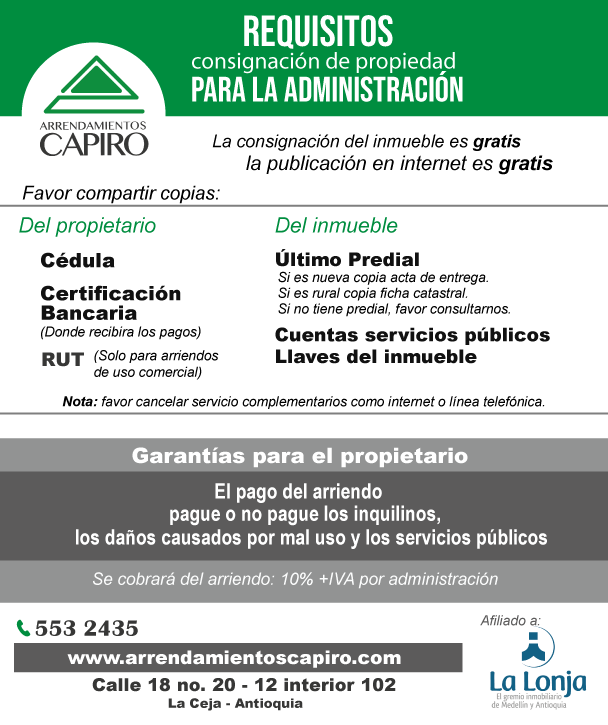 REQUISITOS
consignación de propiedad
PARA LA ADMINISTRACIÓN
ARRENDAMIENTOS
CAPIRO
La consignación del inmueble es gratis
la publicación en internet es gratis
Favor compartir copias:
Del propietario
Cédula
Certificación
Bancaria
(Donde recibira los pagos)
RUT (Solo para arriendos
de uso comercial)
Del inmueble
Último Predial
Si es nueva copia acta de entrega.
Si es rural copia ficha catastral.
Si no tiene predial, favor consultarnos.
Cuentas servicios públicos
Llaves del inmueble
Nota: favor cancelar servicio complementarios como internet o línea telefónica.
Garantías para el propietario
El pago del arriendo
pague o no pague los inquilinos,
los daños causados por mal uso y los servicios públicos
Se cobrará del arriendo: 10% +IVA por administración
553 2435
www.arrendamientoscapiro.com
Calle 18 no. 20 - 12 interior 102
La Ceja - Antioquia
Afiliado a:
La Lonja
El gremio inmobiliario
de Medellín y Antioquia